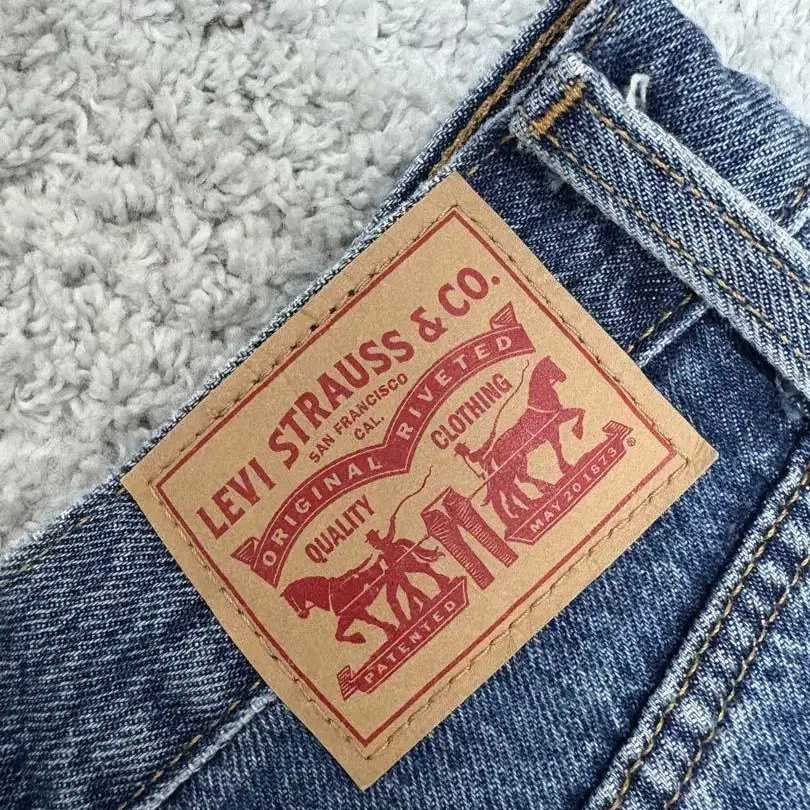 LEVI STRAUSS & CO.
SAN FRANCISCO
CAL.
ORIGINAL RIVETED
QUALITY CLOTHING
PATENTED MAY 20 1873 ®